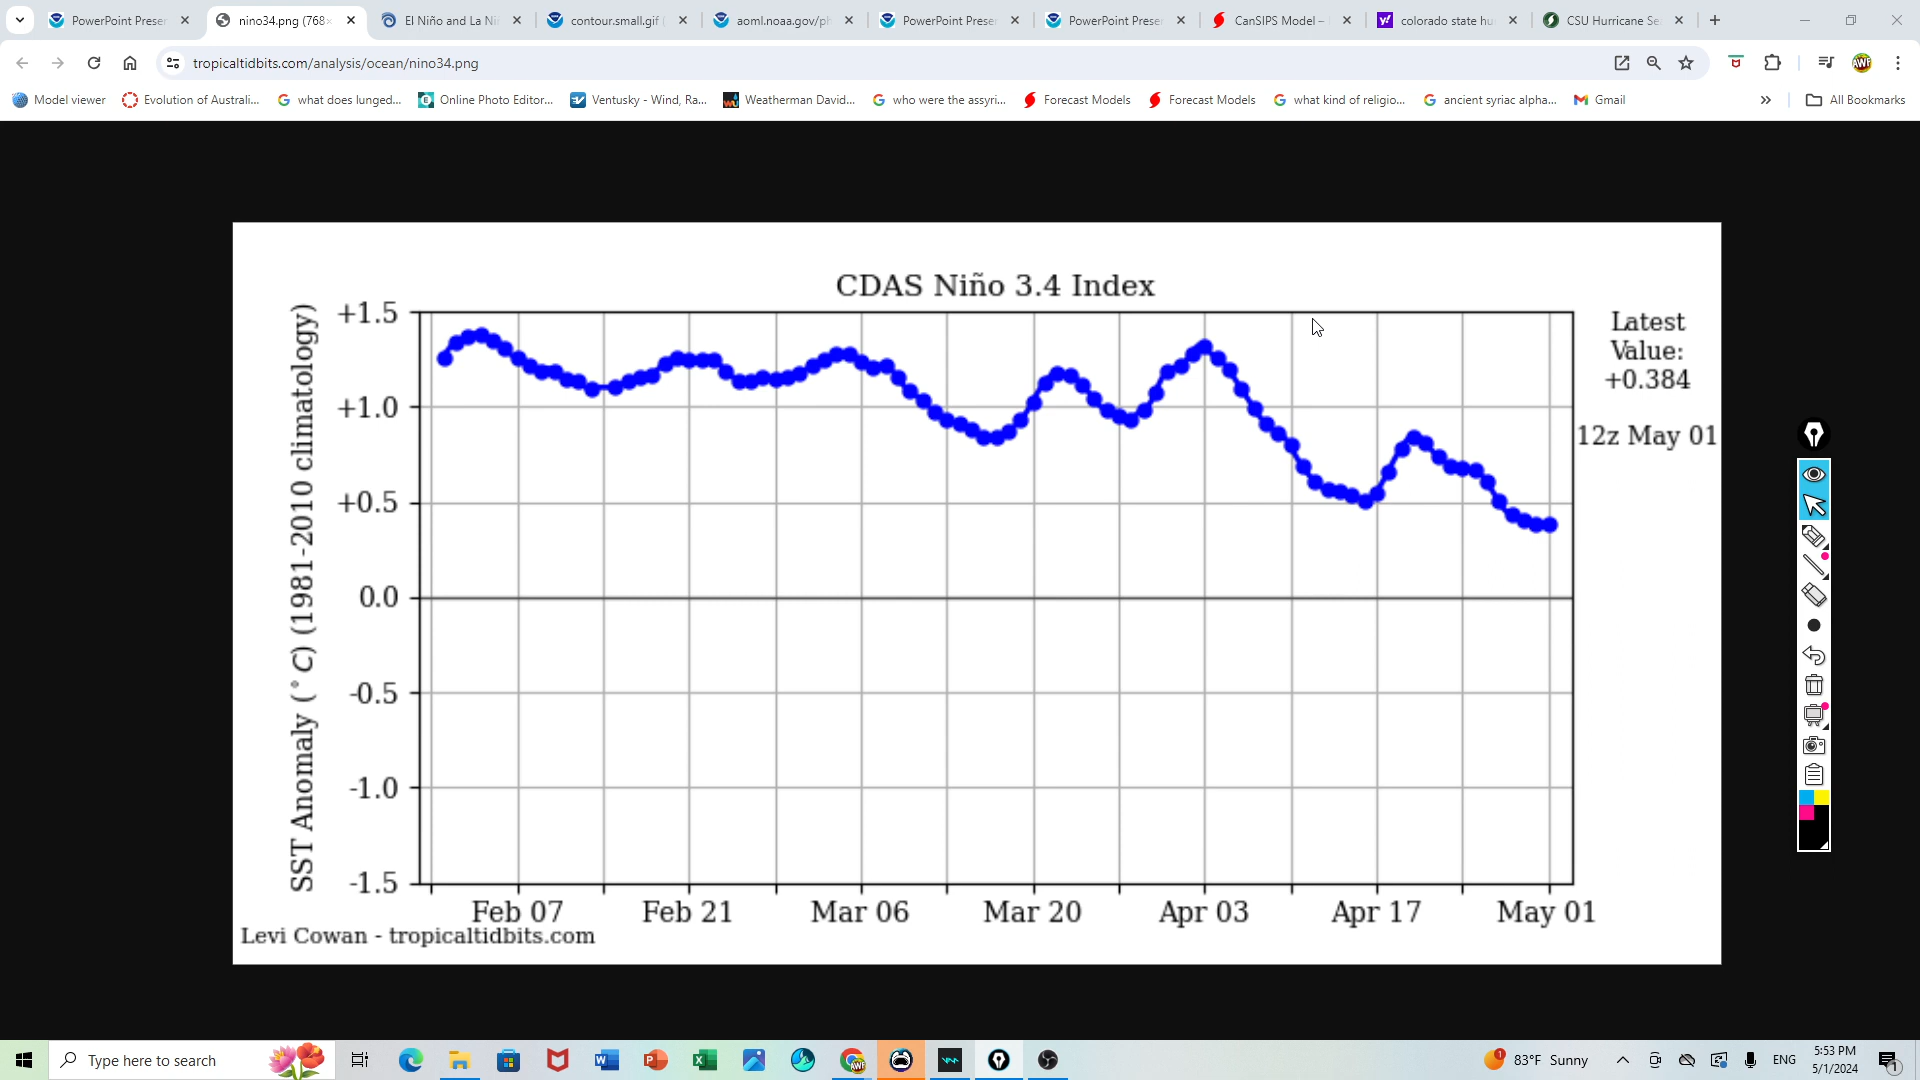 PowerPoint Preser
nino34.png (768×
El Niño and La Ni
contour.small.gif (
aoml.noaa.gov/ph
PowerPoint Prese
PowerPoint Prese
CanSIPS Model –
colorado state hu
CSU Hurricane Se
tropicaltidbits.com/analysis/ocean/nino34.png
Model viewer
Evolution of Australi...
what does lunged...
Online Photo Editor...
Ventusky - Wind, Ra...
Weatherman David...
who were the assyri...
Forecast Models
Forecast Models
what kind of religio...
ancient syriac alpha...
Gmail
All Bookmarks
CDAS Niño 3.4 Index
SST Anomaly (°C) (1981-2010 climatology)
+1.5
+1.0
+0.5
0.0
-0.5
-1.0
-1.5
Latest
Value:
+0.384
12z May 01
Feb 07
Feb 21
Mar 06
Mar 20
Apr 03
Apr 17
May 01
Levi Cowan - tropicaltidbits.com
Type here to search
83°F Sunny
ENG
5:53 PM
5/1/2024